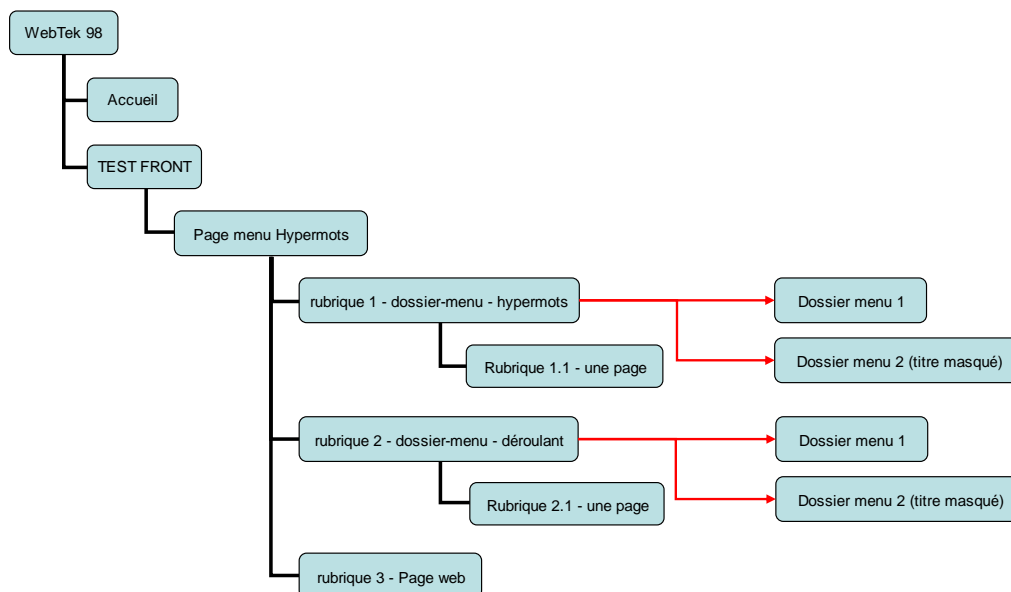 WebTek 98
Accueil
TEST FRONT
Page menu Hypermots
rubrique 1 - dossier-menu - hypermots
Dossier menu 1
Dossier menu 2 (titre masqué)
Rubrique 1.1 - une page
rubrique 2 - dossier-menu - déroulant
Dossier menu 1
Dossier menu 2 (titre masqué)
Rubrique 2.1 - une page
rubrique 3 - Page web